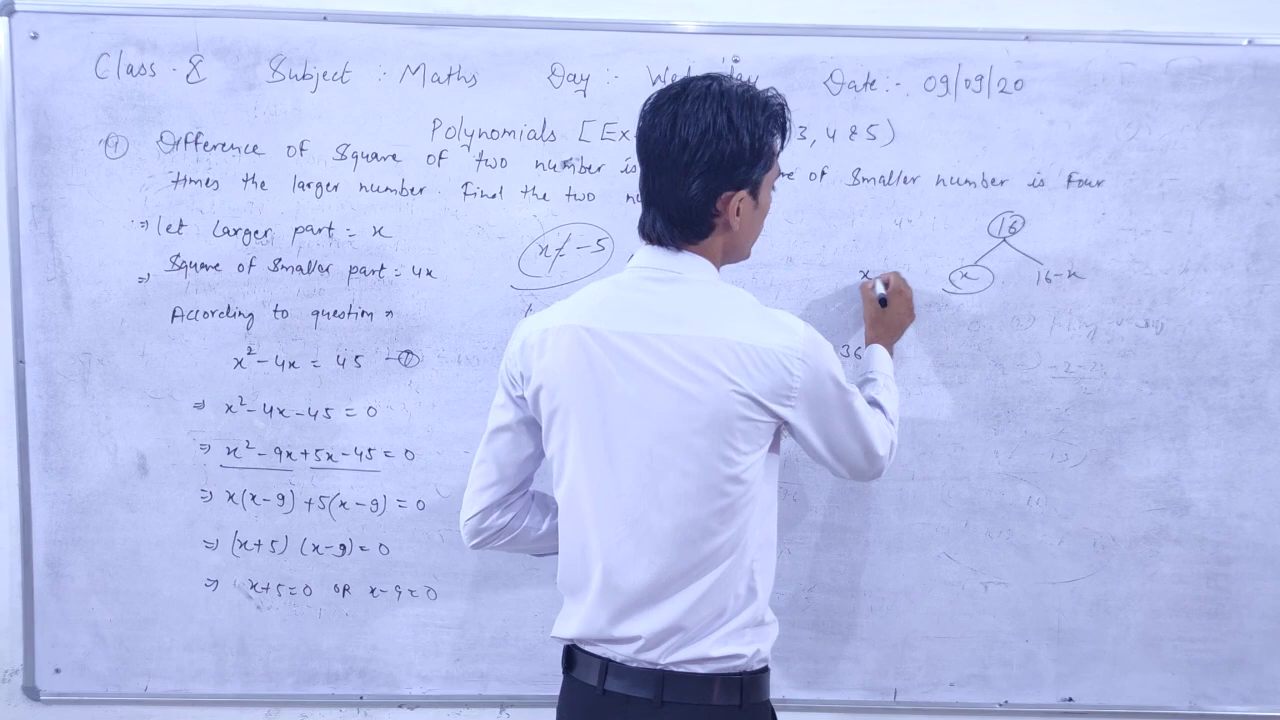 Class - 8 Subject : Maths Day :- Date :- 09/09/20
Polynomials [Ex 3, 4 & 5)
Difference of Square of two number is of Smaller number is Four
times the larger number. Find the two
⇒ let larger part = x
⇒ Square of Smaller part = 4x
According to question ⇒
x² - 4x = 45 - ①
⇒ x² - 4x - 45 = 0
⇒ x² - 9x + 5x - 45 = 0
⇒ x(x - 9) + 5(x - 9) = 0
⇒ (x + 5) (x - 9) = 0
⇒ x + 5 = 0 OR x - 9 = 0
x ≠ -5
x
36
16
x 16 - x